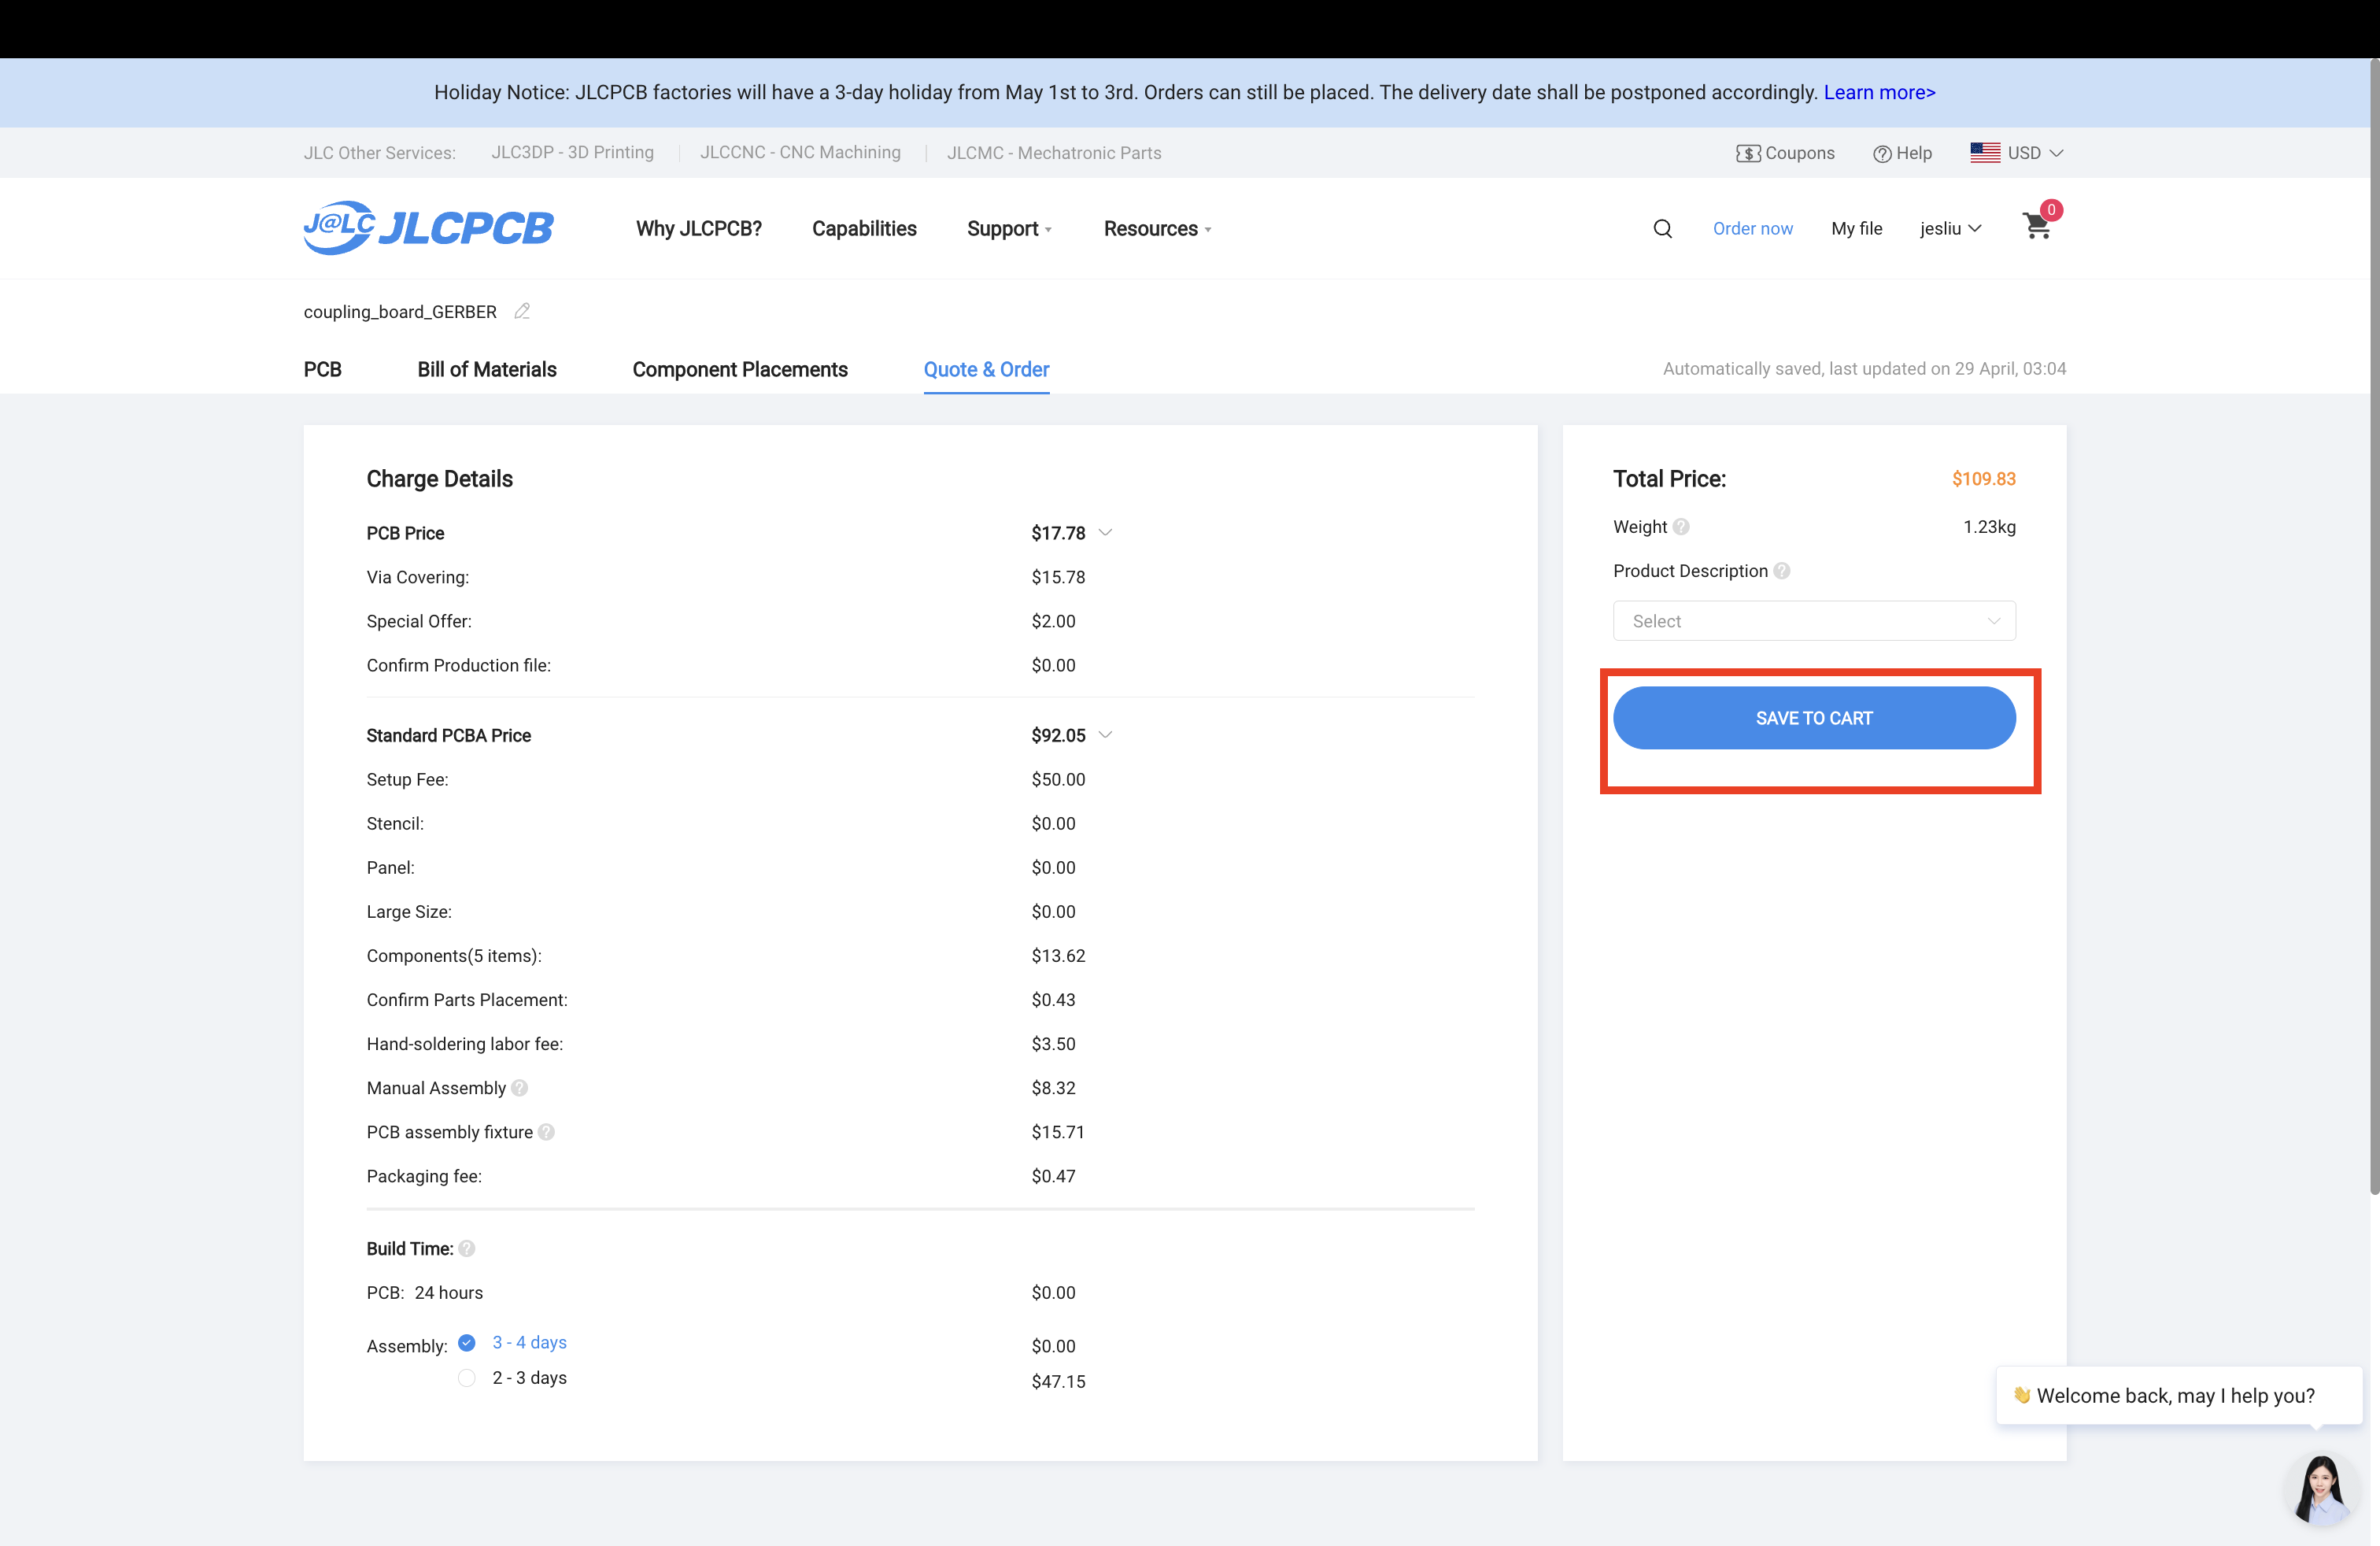 Holiday Notice: JLCPCB factories will have a 3-day holiday from May 1st to 3rd. Orders can still be placed. The delivery date shall be postponed accordingly. Learn more>
JLC Other Services: JLC3DP - 3D Printing JLCCNC - CNC Machining JLCMC - Mechatronic Parts Coupons Help USD
J@LC JLCPCB Why JLCPCB? Capabilities Support Resources Order now My file jesliu 0
coupling_board_GERBER
PCB Bill of Materials Component Placements Quote & Order Automatically saved, last updated on 29 April, 03:04
Charge Details
PCB Price $17.78
Via Covering: $15.78
Special Offer: $2.00
Confirm Production file: $0.00
Standard PCBA Price $92.05
Setup Fee: $50.00
Stencil: $0.00
Panel: $0.00
Large Size: $0.00
Components(5 items): $13.62
Confirm Parts Placement: $0.43
Hand-soldering labor fee: $3.50
Manual Assembly ? $8.32
PCB assembly fixture ? $15.71
Packaging fee: $0.47
Build Time: ?
PCB: 24 hours $0.00
Assembly: 3 - 4 days $0.00
2 - 3 days $47.15
Total Price: $109.83
Weight ? 1.23kg
Product Description ?
Select
SAVE TO CART
👋 Welcome back, may I help you?